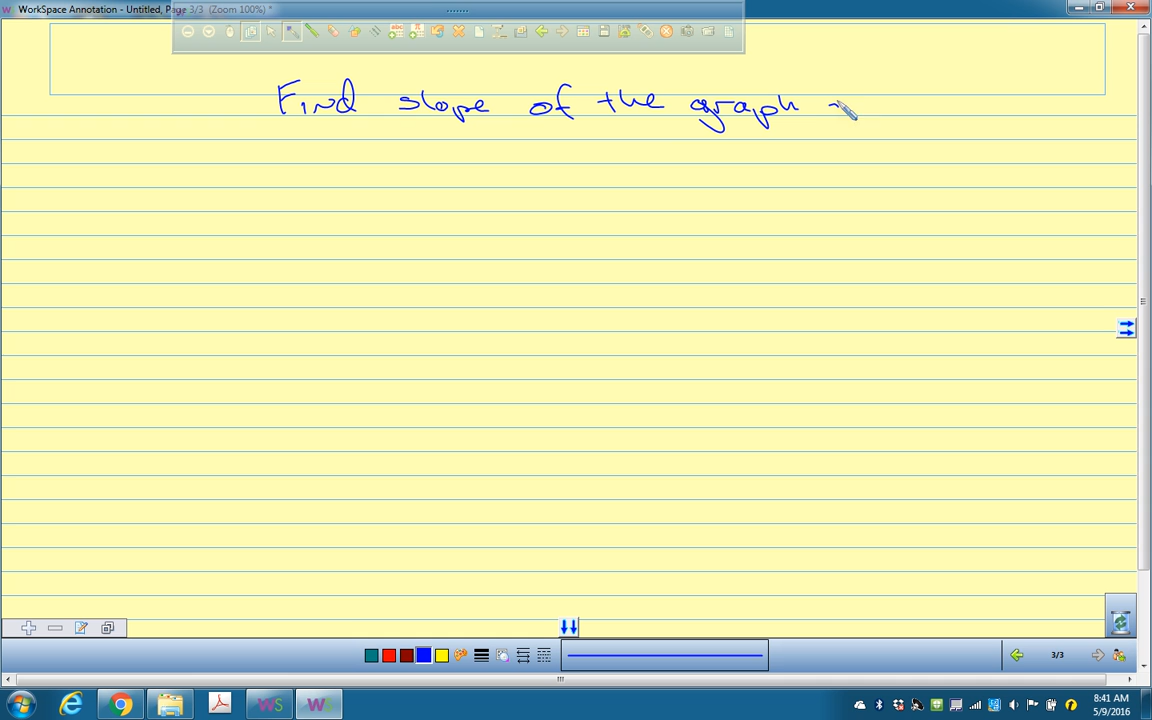 WorkSpace Annotation - Untitled, Page 3/3 (Zoom 100%) *
Find slope of the graph
3/3
8:41 AM
5/9/2016